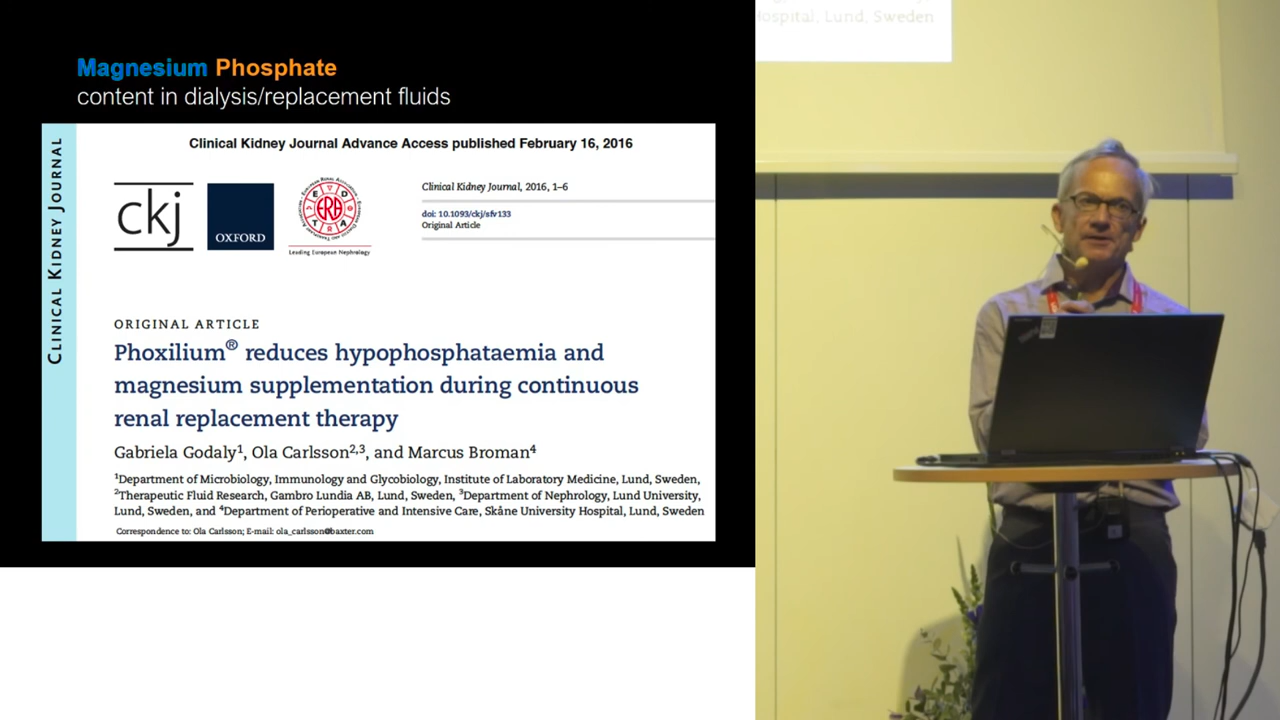 Magnesium Phosphate
content in dialysis/replacement fluids
CLINICAL KIDNEY JOURNAL
Clinical Kidney Journal Advance Access published February 16, 2016
ckj
OXFORD
ERA
EDTA
Leading European Nephrology
Clinical Kidney Journal, 2016, 1–6
doi: 10.1093/ckj/sfv133
Original Article
ORIGINAL ARTICLE
Phoxilium® reduces hypophosphataemia and
magnesium supplementation during continuous
renal replacement therapy
Gabriela Godaly1, Ola Carlsson2,3, and Marcus Broman4
1Department of Microbiology, Immunology and Glycobiology, Institute of Laboratory Medicine, Lund, Sweden,
2Therapeutic Fluid Research, Gambro Lundia AB, Lund, Sweden, 3Department of Nephrology, Lund University,
Lund, Sweden, and 4Department of Perioperative and Intensive Care, Skåne University Hospital, Lund, Sweden
Correspondence to: Ola Carlsson; E-mail: ola_carlsson@baxter.com
Hospital, Lund, Sweden